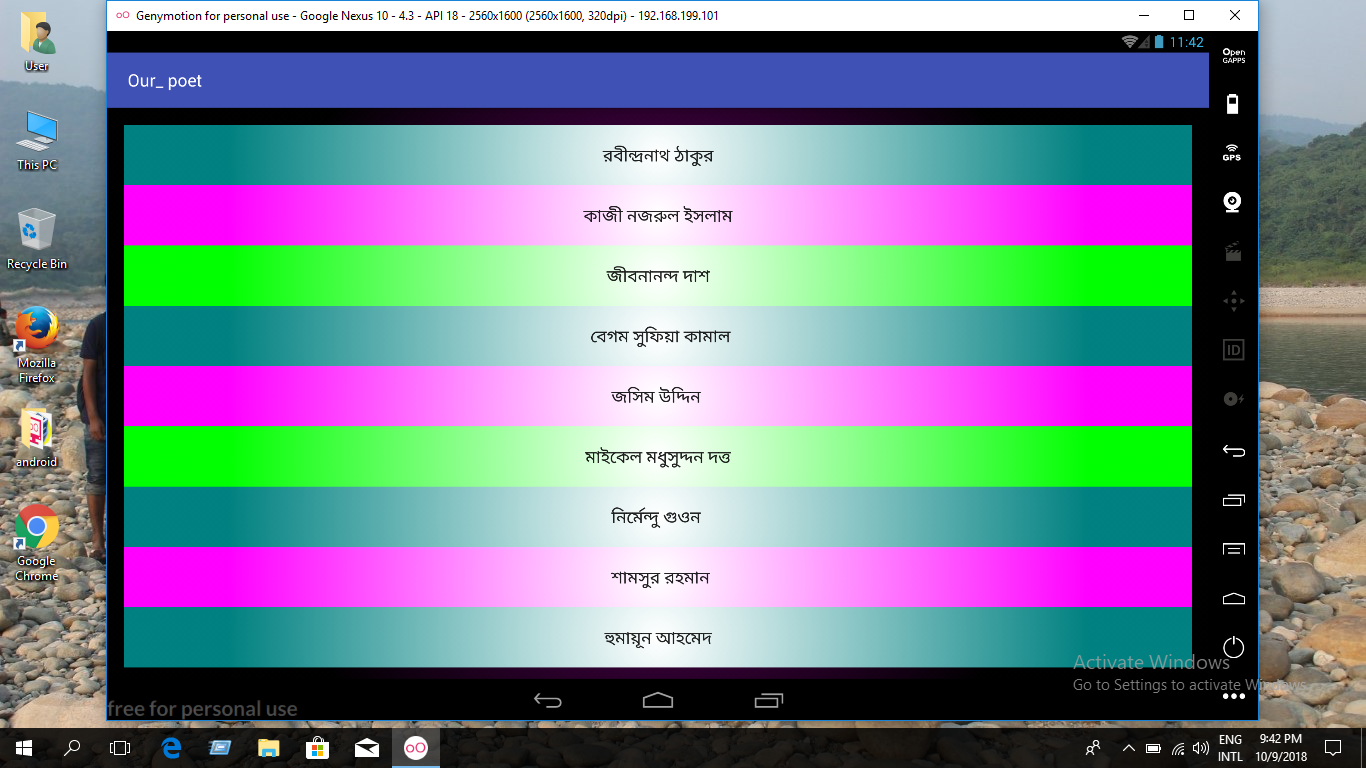 Genymotion for personal use - Google Nexus 10 - 4.3 - API 18 - 2560x1600 (2560x1600, 320dpi) - 192.168.199.101
11:42
Open
GAPPS
Our_ poet
GPS
রবীন্দ্রনাথ ঠাকুর
কাজী নজরুল ইসলাম
জীবনানন্দ দাশ
বেগম সুফিয়া কামাল
জসিম উদ্দিন
মাইকেল মধুসুদ্দন দত্ত
নির্মেন্দু গুওন
শামসুর রহমান
হুমায়ূন আহমেদ
ID
free for personal use
Activate Windows
Go to Settings to activate Windows.
User
This PC
Recycle Bin
Mozilla
Firefox
android
Google
Chrome
ENG
INTL
9:42 PM
10/9/2018